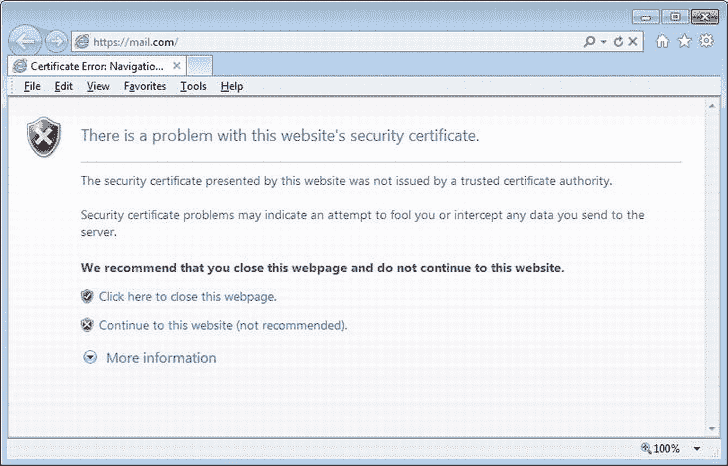 https://mail.com/
Certificate Error: Navigatio...
File Edit View Favorites Tools Help
There is a problem with this website's security certificate.
The security certificate presented by this website was not issued by a trusted certificate authority.
Security certificate problems may indicate an attempt to fool you or intercept any data you send to the
server.
We recommend that you close this webpage and do not continue to this website.
Click here to close this webpage.
Continue to this website (not recommended).
More information
100%